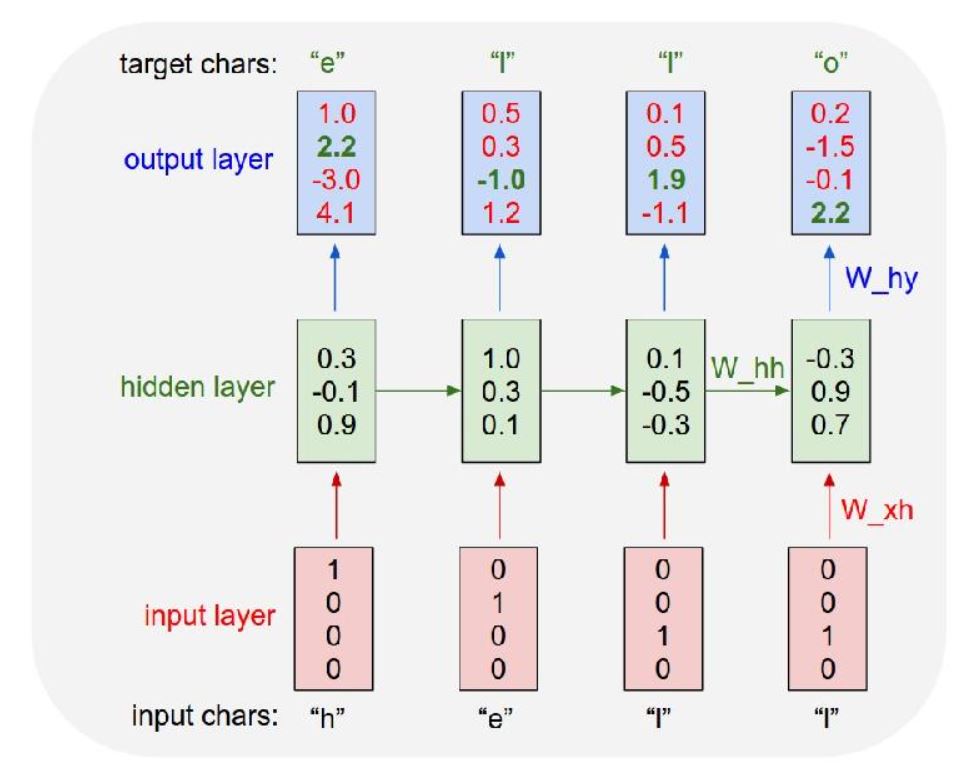 target chars: “e” “l” “l” “o”
1.0 0.5 0.1 0.2
2.2 0.3 0.5 -1.5
output layer
-3.0 -1.0 1.9 -0.1
4.1 1.2 -1.1 2.2
W_hy
0.3 1.0 0.1 -0.3
W_hh
hidden layer -0.1 0.3 -0.5 0.9
0.9 0.1 -0.3 0.7
W_xh
1 0 0 0
0 1 0 0
input layer
0 0 1 1
0 0 0 0
input chars: “h” “e” “l” “l”